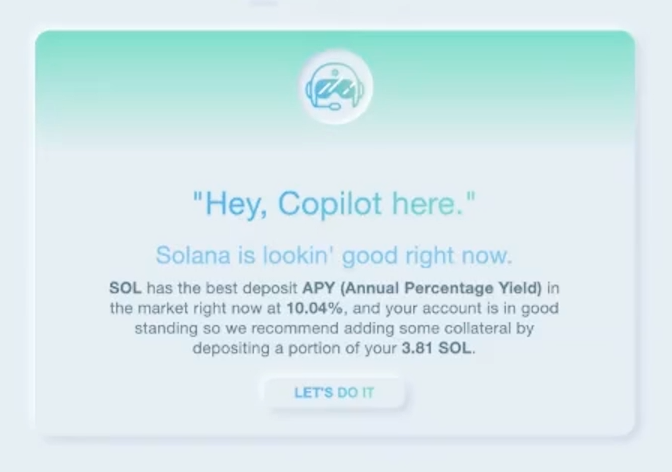 "Hey, Copilot here."
Solana is lookin' good right now.
SOL has the best deposit APY (Annual Percentage Yield) in
the market right now at 10.04%, and your account is in good
standing so we recommend adding some collateral by
depositing a portion of your 3.81 SOL.
LET'S DO IT